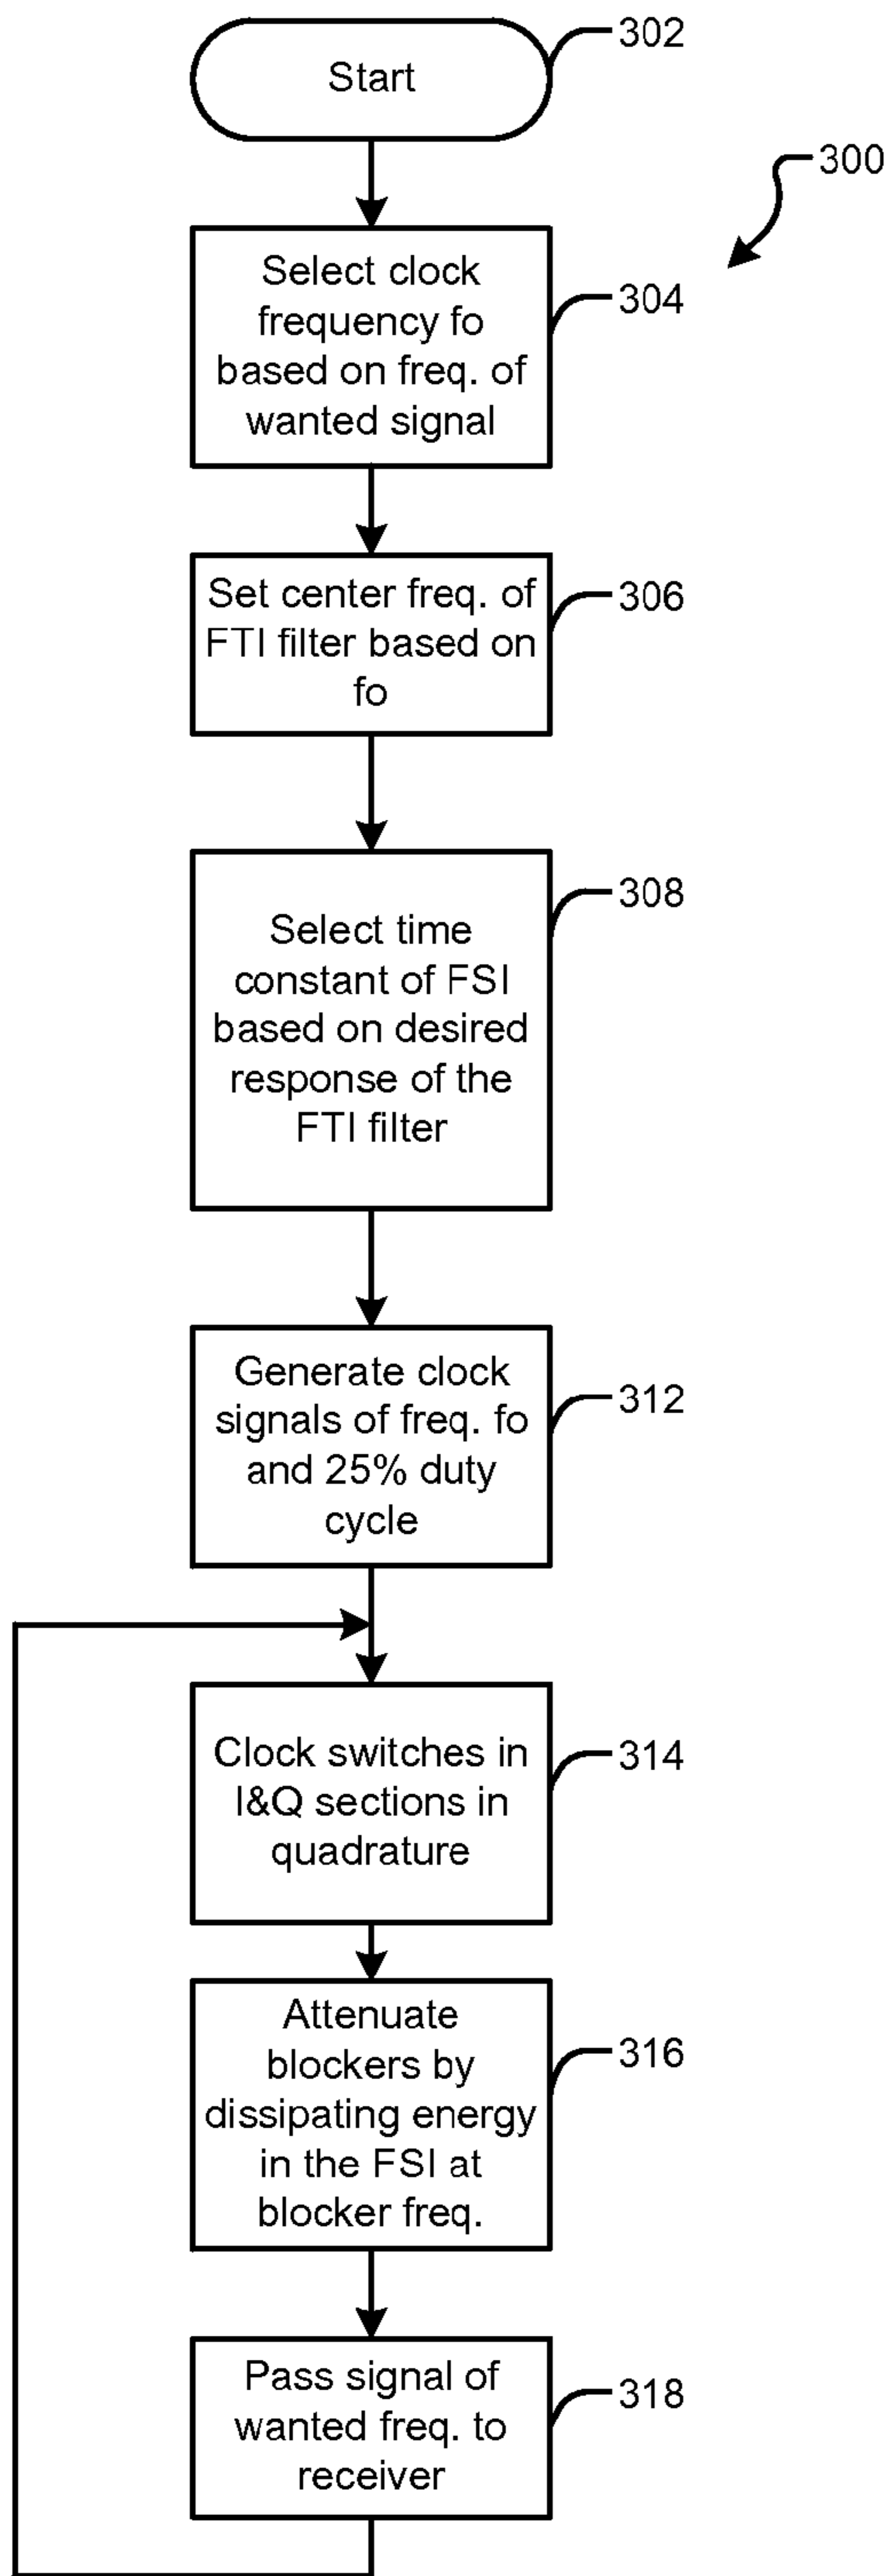 Start
302
300
Select clock
frequency fo
based on freq. of
wanted signal
304
Set center freq. of
FTI filter based on
fo
306
Select time
constant of FSI
based on desired
response of the
FTI filter
308
Generate clock
signals of freq. fo
and 25% duty
cycle
312
Clock switches in
I&Q sections in
quadrature
314
Attenuate
blockers by
dissipating energy
in the FSI at
blocker freq.
316
Pass signal of
wanted freq. to
receiver
318